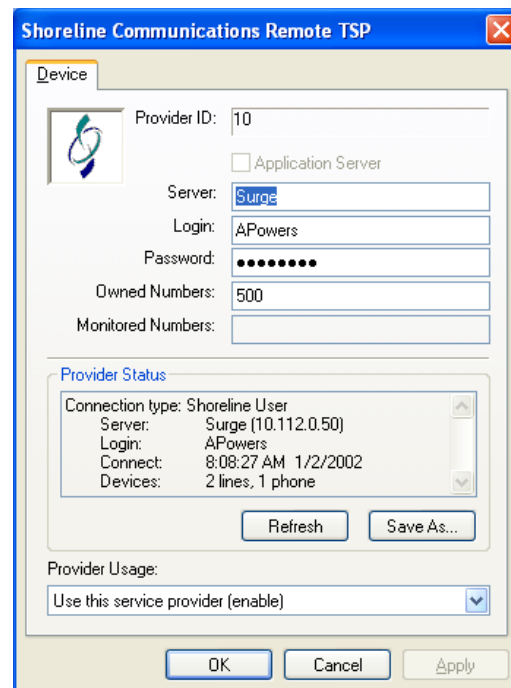 Shoreline Communications Remote TSP
Device
Provider ID: 10
Application Server
Server: Surge
Login: APowers
Password: ●●●●●●●●
Owned Numbers: 500
Monitored Numbers:
Provider Status
Connection type: Shoreline User
Server: Surge (10.112.0.50)
Login: APowers
Connect: 8:08:27 AM 1/2/2002
Devices: 2 lines, 1 phone
Refresh Save As...
Provider Usage:
Use this service provider (enable)
OK Cancel Apply